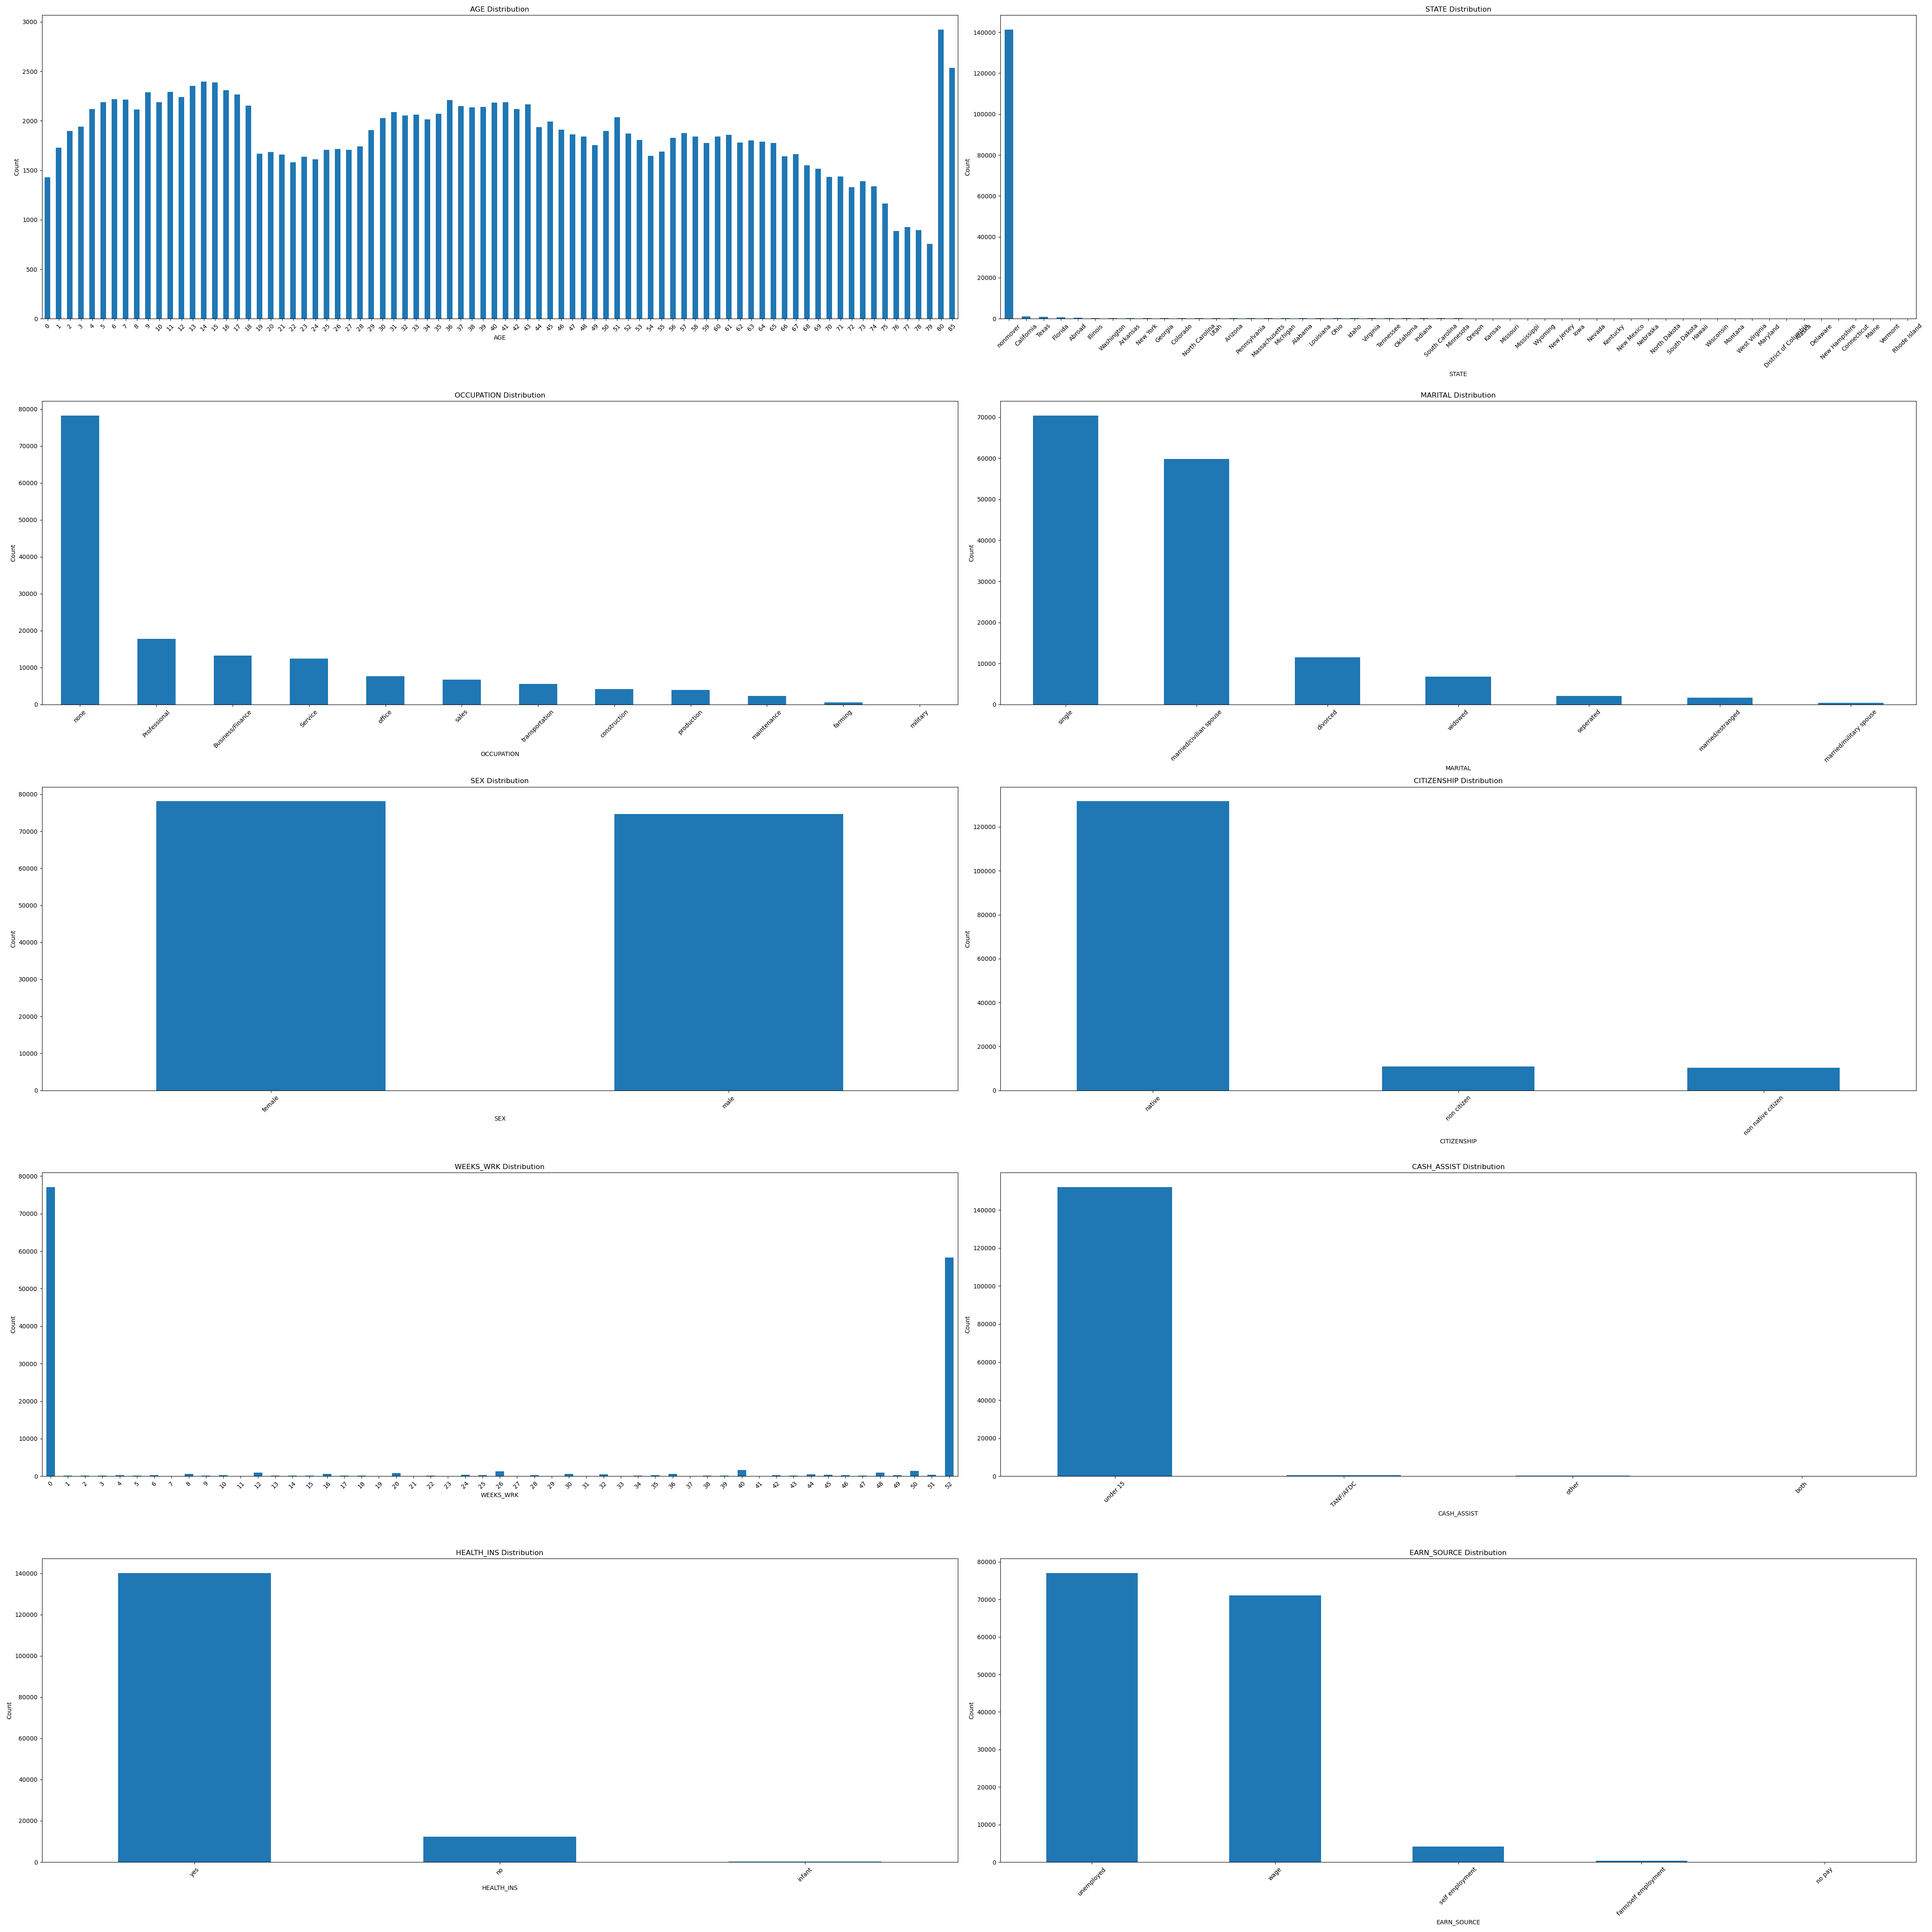 AGE Distribution
3000
2500
2000
1500
1000
500
0
Count
0 1 2 3 4 5 6 7 8 9 10 11 12 13 14 15 16 17 18 19 20 21 22 23 24 25 26 27 28 29 30 31 32 33 34 35 36 37 38 39 40 41 42 43 44 45 46 47 48 49 50 51 52 53 54 55 56 57 58 59 60 61 62 63 64 65 66 67 68 69 70 71 72 73 74 75 76 77 78 79 80 85
AGE
STATE Distribution
140000
120000
100000
80000
60000
40000
20000
0
Count
nonmover California Texas Florida Abroad Illinois Washington Arkansas New York Georgia Colorado North Carolina Utah Arizona Pennsylvania Massachusetts Michigan Alabama Louisiana Ohio Idaho Virginia Tennessee Oklahoma Indiana South Carolina Minnesota Oregon Kansas Missouri Mississippi Wyoming New Jersey Iowa Nevada Kentucky New Mexico Nebraska North Dakota South Dakota Hawaii Wisconsin Montana West Virginia Maryland District of Columbia Alaska Delaware New Hampshire Connecticut Maine Vermont Rhode Island
STATE
OCCUPATION Distribution
80000
70000
60000
50000
40000
30000
20000
10000
0
Count
none Professional Business/Finance Service office sales transportation construction production maintenance farming military
OCCUPATION
MARITAL Distribution
70000
60000
50000
40000
30000
20000
10000
0
Count
single married/civilian spouse divorced widowed seperated married/estranged married/military spouse
MARITAL
SEX Distribution
80000
70000
60000
50000
40000
30000
20000
10000
0
Count
female male
SEX
CITIZENSHIP Distribution
120000
100000
80000
60000
40000
20000
0
Count
native non citizen non native citizen
CITIZENSHIP
WEEKS_WRK Distribution
80000
70000
60000
50000
40000
30000
20000
10000
0
Count
0 1 2 3 4 5 6 7 8 9 10 11 12 13 14 15 16 17 18 19 20 21 22 23 24 25 26 27 28 29 30 31 32 33 34 35 36 37 38 39 40 41 42 43 44 45 46 47 48 49 50 51 52
WEEKS_WRK
CASH_ASSIST Distribution
140000
120000
100000
80000
60000
40000
20000
0
Count
under 15 TANF/AFDC other both
CASH_ASSIST
HEALTH_INS Distribution
140000
120000
100000
80000
60000
40000
20000
0
Count
yes no infant
HEALTH_INS
EARN_SOURCE Distribution
80000
70000
60000
50000
40000
30000
20000
10000
0
Count
unemployed wage self employment farm/self employment no pay
EARN_SOURCE